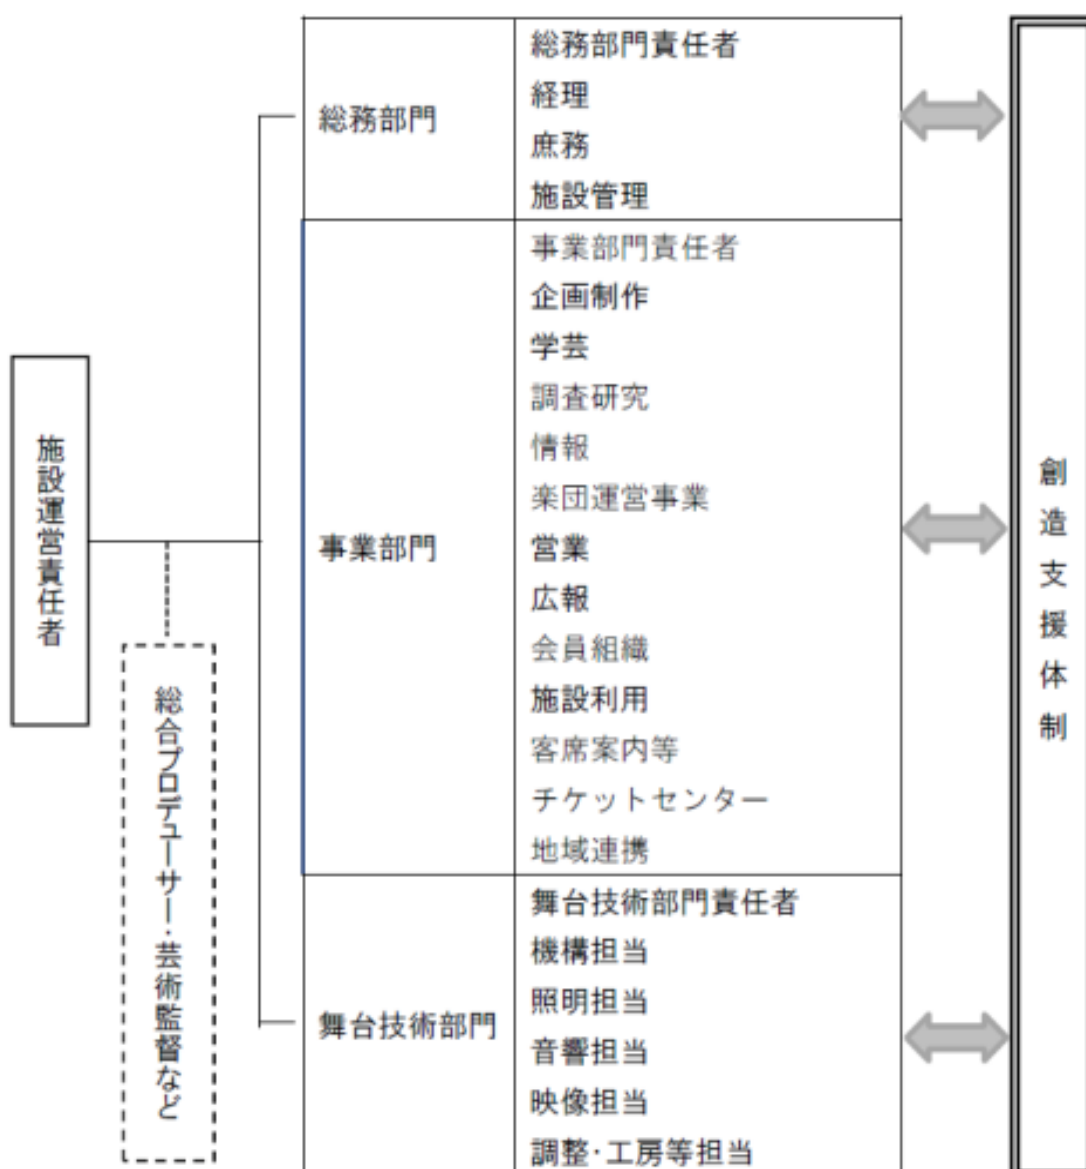 施設運営責任者
総合プロデューサー・芸術監督など
総務部門
総務部門責任者
経理
庶務
施設管理
事業部門
事業部門責任者
企画制作
学芸
調査研究
情報
楽団運営事業
営業
広報
会員組織
施設利用
客席案内等
チケットセンター
地域連携
舞台技術部門
舞台技術部門責任者
機構担当
照明担当
音響担当
映像担当
調整・工房等担当
創造支援体制